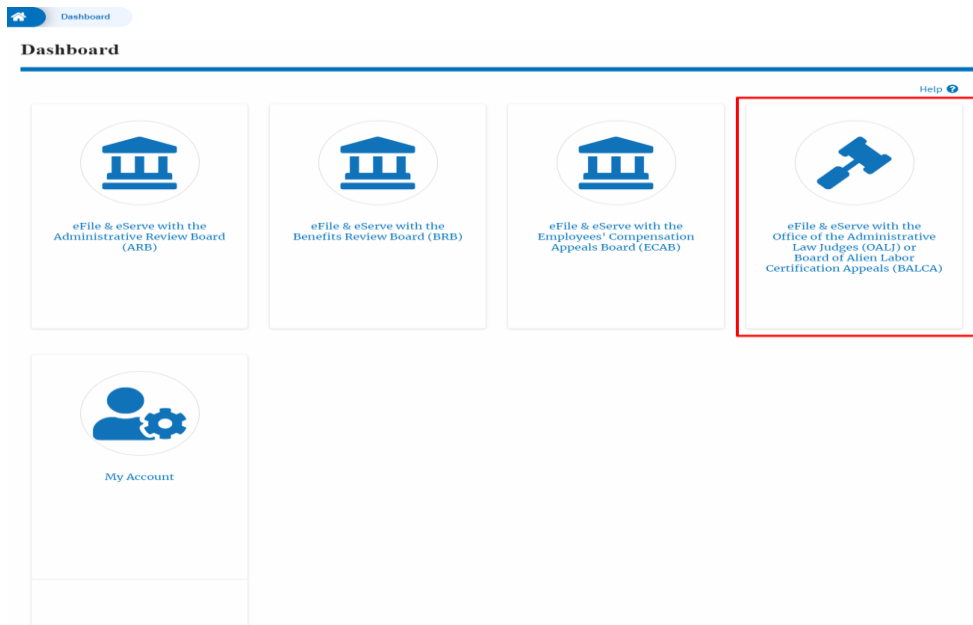 Dashboard
Dashboard
Help
eFile & eServe with the
Administrative Review Board
(ARB)
eFile & eServe with the
Benefits Review Board (BRB)
eFile & eServe with the
Employees' Compensation
Appeals Board (ECAB)
eFile & eServe with the
Office of the Administrative
Law Judges (OALJ) or
Board of Alien Labor
Certification Appeals (BALCA)
My Account